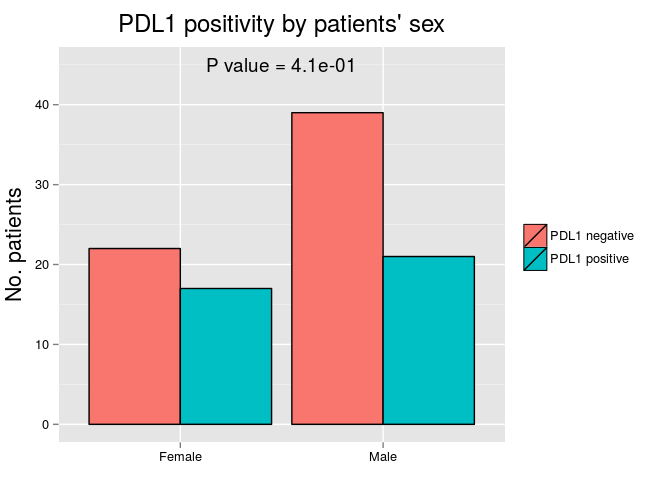 PDL1 positivity by patients' sex
P value = 4.1e-01
No. patients
40
30
20
10
0
Female
Male
PDL1 negative
PDL1 positive